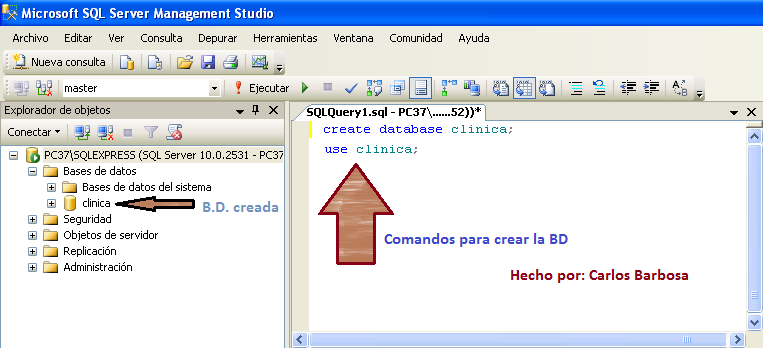 Microsoft SQL Server Management Studio
Archivo Editar Ver Consulta Depurar Herramientas Ventana Comunidad Ayuda
Nueva consulta
master Ejecutar
Explorador de objetos
Conectar
PC37\SQLEXPRESS (SQL Server 10.0.2531 - PC37
Bases de datos
Bases de datos del sistema
clinica
B.D. creada
Seguridad
Objetos de servidor
Replicación
Administración
SQLQuery1.sql - PC37\......52))*
create database clinica;
use clinica;
Comandos para crear la BD
Hecho por: Carlos Barbosa